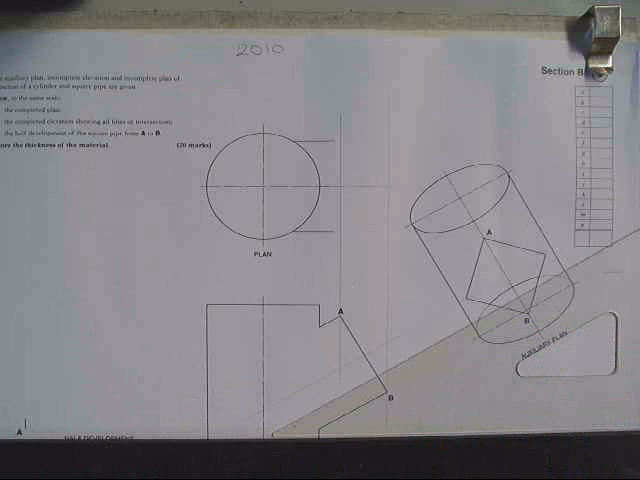 2010
auxiliary plan, incomplete elevation and incomplete plan of
of a cylinder and square pipe are given.
, to the same scale:
the completed plan;
the completed elevation showing all lines of intersection;
the half development of the square pipe from A to B.
the thickness of the material.
(20 marks)
Section B
PLAN
A
B
A
B
AUXILIARY PLAN
A
HALF DEVELOPMENT